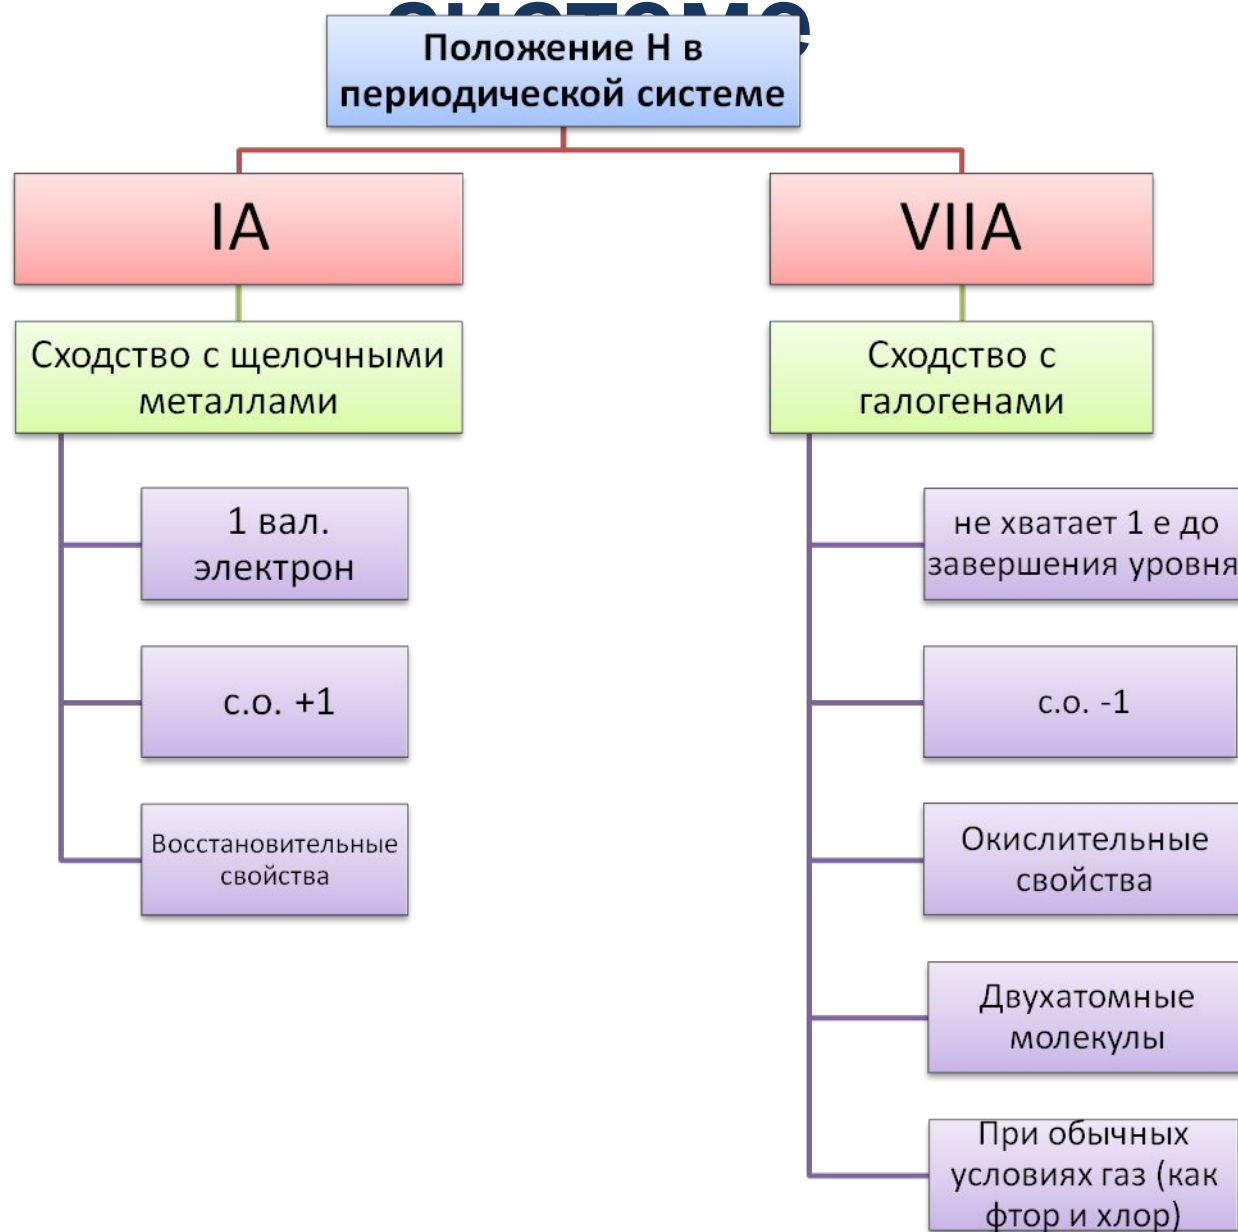 системе
Положение Н в
периодической системе
IA
VIIA
Сходство с щелочными
металлами
Сходство с
галогенами
1 вал.
электрон
с.о. +1
Восстановительные
свойства
не хватает 1 е до
завершения уровня
с.о. -1
Окислительные
свойства
Двухатомные
молекулы
При обычных
условиях газ (как
фтор и хлор)